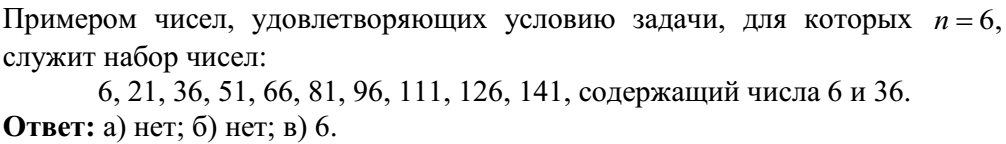 Примером чисел, удовлетворяющих условию задачи, для которых n = 6,
служит набор чисел:
6, 21, 36, 51, 66, 81, 96, 111, 126, 141, содержащий числа 6 и 36.
Ответ: а) нет; б) нет; в) 6.